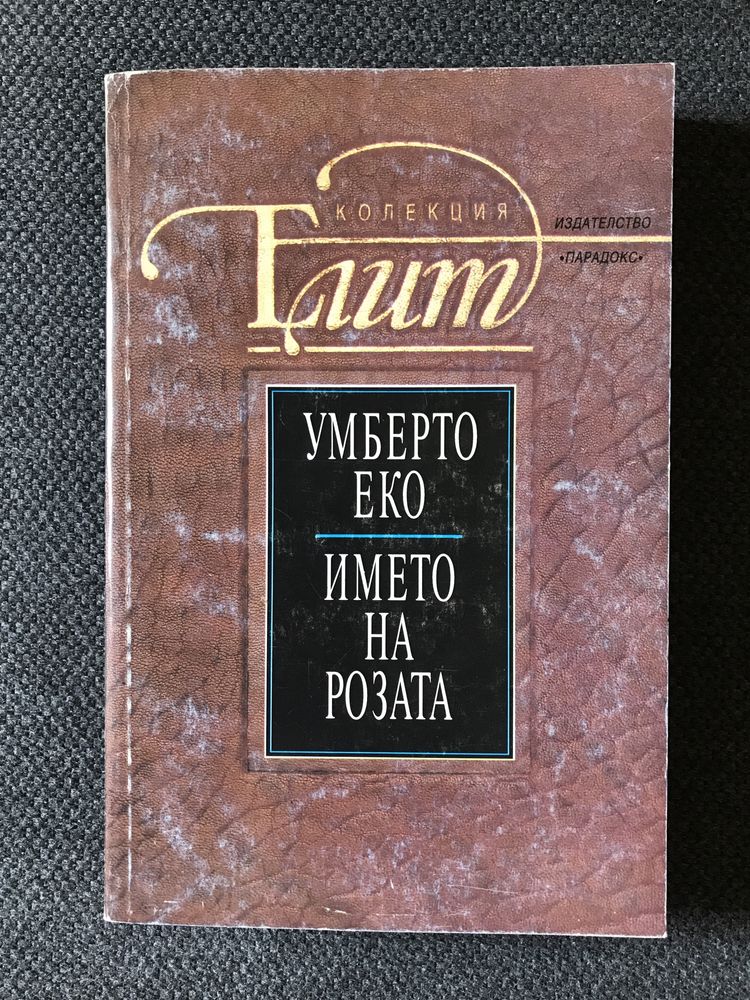 КОЛЕКЦИЯ
Елит
ИЗДАТЕЛСТВО
«ПАРАДОКС»
УМБЕРТО
ЕКО
ИМЕТО
НА
РОЗАТА